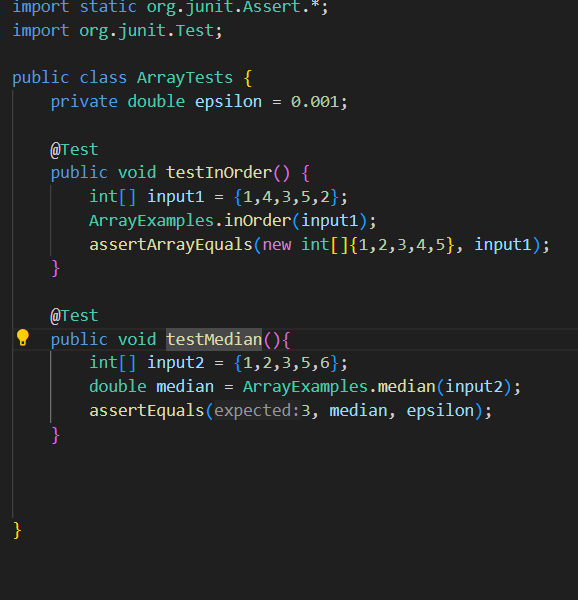 import static org.junit.Assert.*;
import org.junit.Test;
public class ArrayTests {
private double epsilon = 0.001;
@Test
public void testInOrder() {
int[] input1 = {1,4,3,5,2};
ArrayExamples.inOrder(input1);
assertArrayEquals(new int[]{1,2,3,4,5}, input1);
}
@Test
public void testMedian(){
int[] input2 = {1,2,3,5,6};
double median = ArrayExamples.median(input2);
assertEquals(expected:3, median, epsilon);
}
}